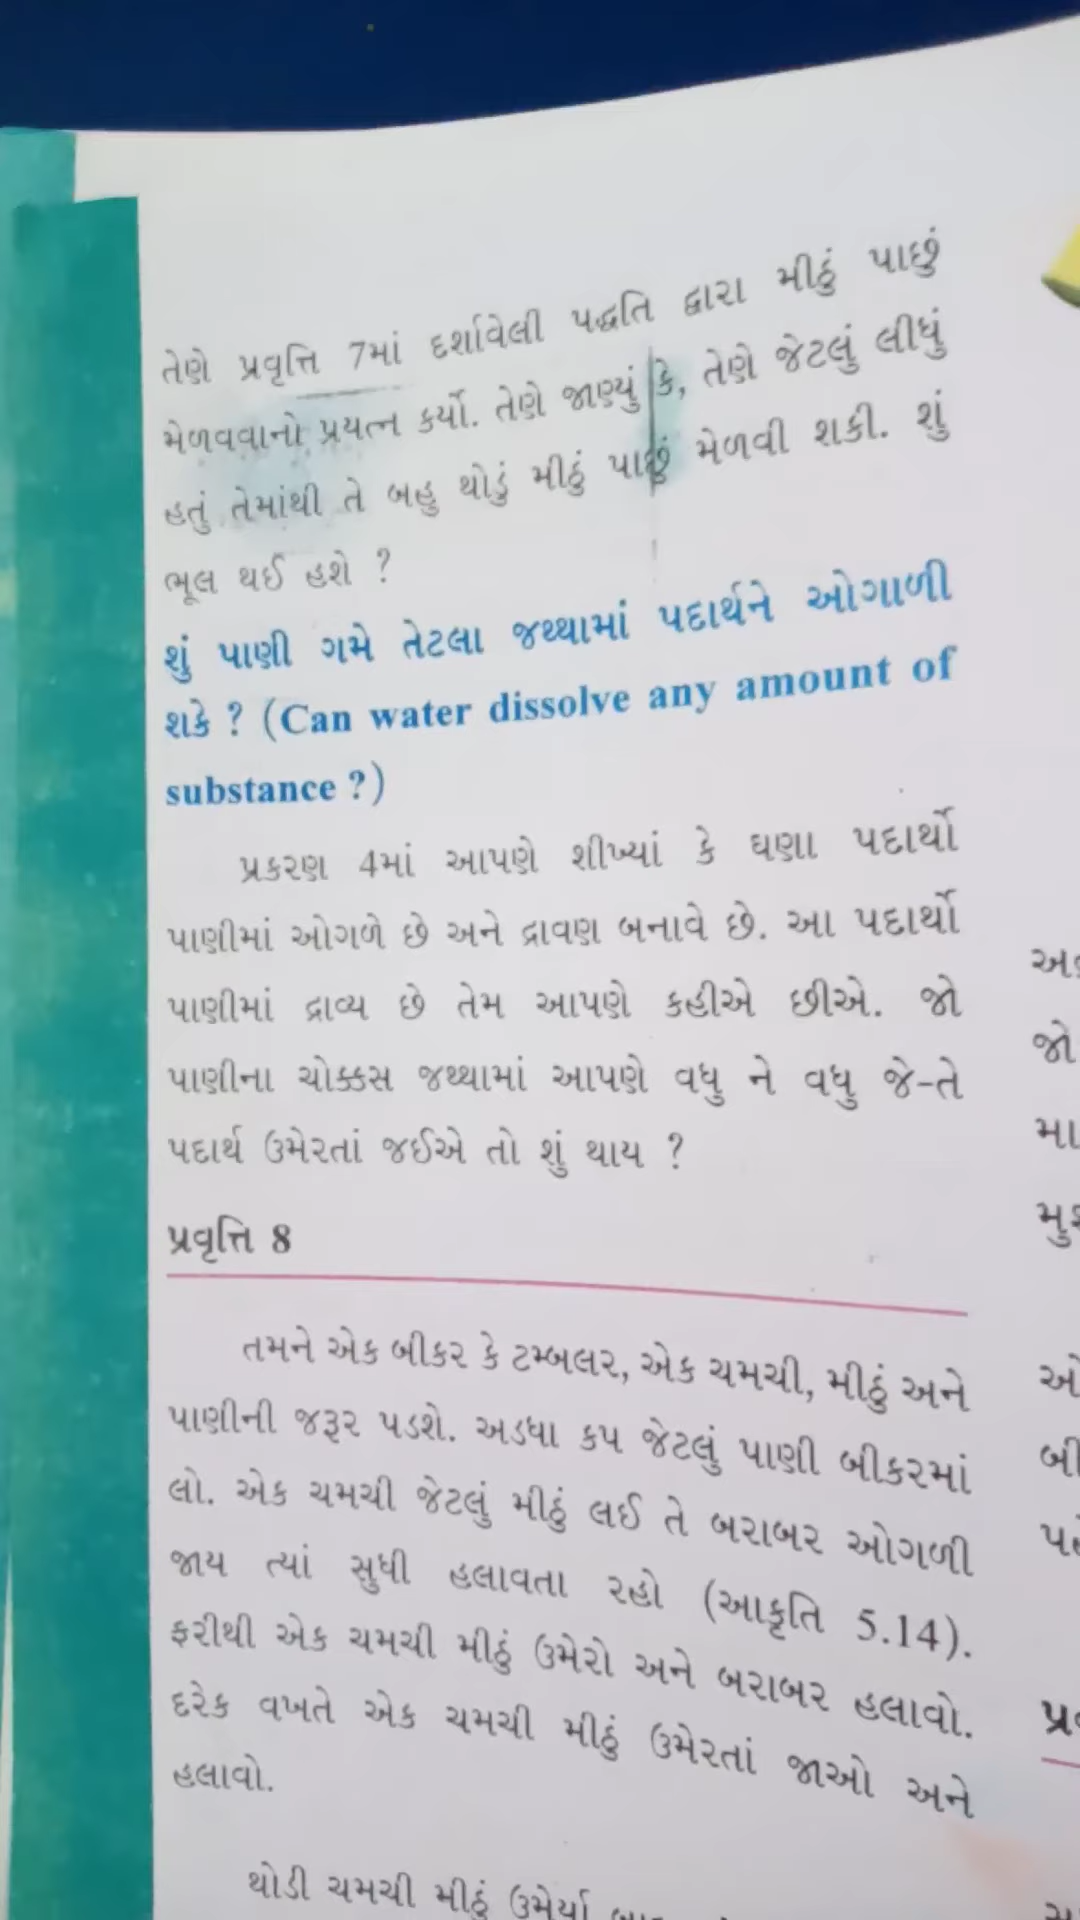 તેણે પ્રવૃત્તિ 7માં દર્શાવેલી પદ્ધતિ દ્વારા મીઠું પાછું
મેળવવાનો પ્રયત્ન કર્યો. તેણે જાણ્યું કે, તેણે જેટલું લીધું
હતું તેમાંથી તે બહુ થોડું મીઠું પાછું મેળવી શકી. શું
ભૂલ થઈ હશે ?
શું પાણી ગમે તેટલા જથ્થામાં પદાર્થને ઓગાળી
શકે ? (Can water dissolve any amount of
substance ?)
પ્રકરણ 4માં આપણે શીખ્યાં કે ઘણા પદાર્થો
પાણીમાં ઓગળે છે અને દ્રાવણ બનાવે છે. આ પદાર્થો
પાણીમાં દ્રાવ્ય છે તેમ આપણે કહીએ છીએ. જો
પાણીના ચોક્કસ જથ્થામાં આપણે વધુ ને વધુ જે-તે
પદાર્થ ઉમેરતાં જઈએ તો શું થાય ?
પ્રવૃત્તિ 8
તમને એક બીકર કે ટમ્બલર, એક ચમચી, મીઠું અને
પાણીની જરૂર પડશે. અડધા કપ જેટલું પાણી બીકરમાં
લો. એક ચમચી જેટલું મીઠું લઈ તે બરાબર ઓગળી
જાય ત્યાં સુધી હલાવતા રહો (આકૃતિ 5.14).
ફરીથી એક ચમચી મીઠું ઉમેરો અને બરાબર હલાવો.
દરેક વખતે એક ચમચી મીઠું ઉમેરતાં જાઓ અને
હલાવો.
થોડી ચમચી મીઠું ઉમેર્યા
જો